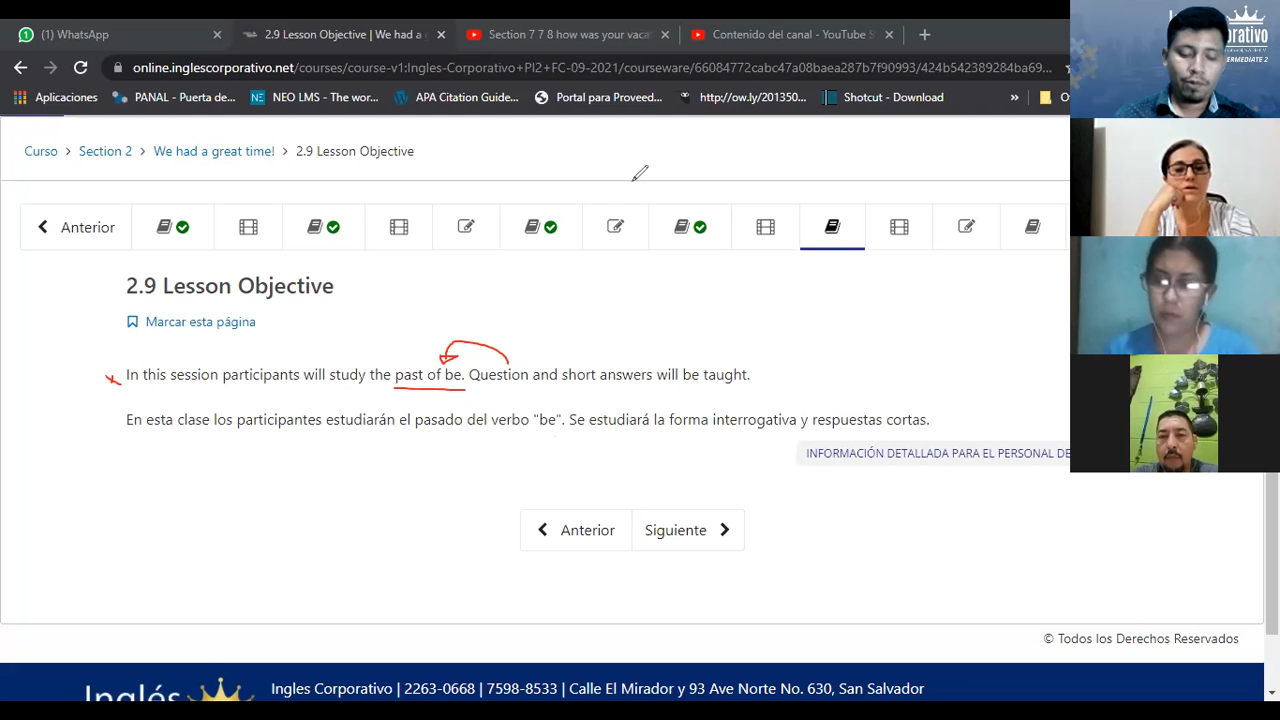 (1) WhatsApp
2.9 Lesson Objective | We had a g
Section 7 7 8 how was your vaca
Contenido del canal - YouTube S
online.inglescorporativo.net/courses/course-v1:Ingles-Corporativo
FC-09-2021/courseware/66084772cabc47a98baea287b7f90993/424b542389284ba69...
Aplicaciones
PANAL - Puerta de...
NEO LMS - The wor...
APA Citation Guide...
Portal para Proveed...
http://ow.ly/201350...
Shotcut - Download
»
Curso > Section 2 > We had a great time! > 2.9 Lesson Objective
Anterior
2.9 Lesson Objective
Marcar esta página
In this session participants will study the past of be. Question and short answers will be taught.
En esta clase los participantes estudiarán el pasado del verbo "be". Se estudiará la forma interrogativa y respuestas cortas.
INFORMACIÓN DETALLADA PARA EL PERSONAL DE
Anterior
Siguiente
© Todos los Derechos Reservados
Inglés
Ingles Corporativo | 2263-0668 | 7598-8533 | Calle El Mirador y 93 Ave Norte No. 630, San Salvador